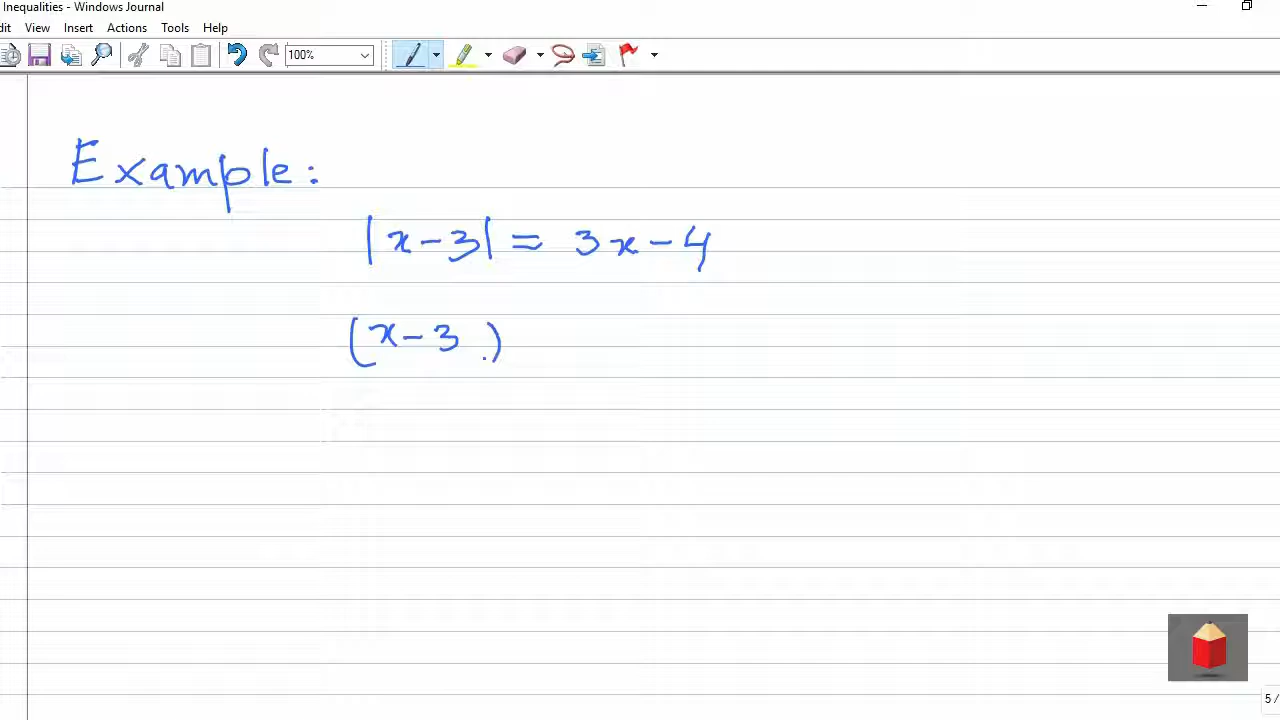 Inequalities - Windows Journal
dit View Insert Actions Tools Help
100%
Example:
|x-3| = 3x-4
(x-3 )
5 /